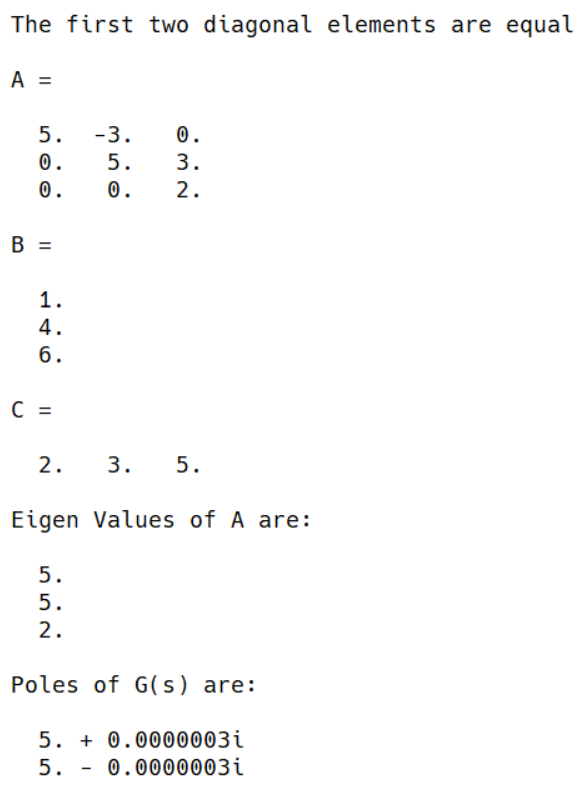 The first two diagonal elements are equal
A =
5. -3. 0.
0. 5. 3.
0. 0. 2.
B =
1.
4.
6.
C =
2. 3. 5.
Eigen Values of A are:
5.
5.
2.
Poles of G(s) are:
5. + 0.0000003i
5. - 0.0000003i